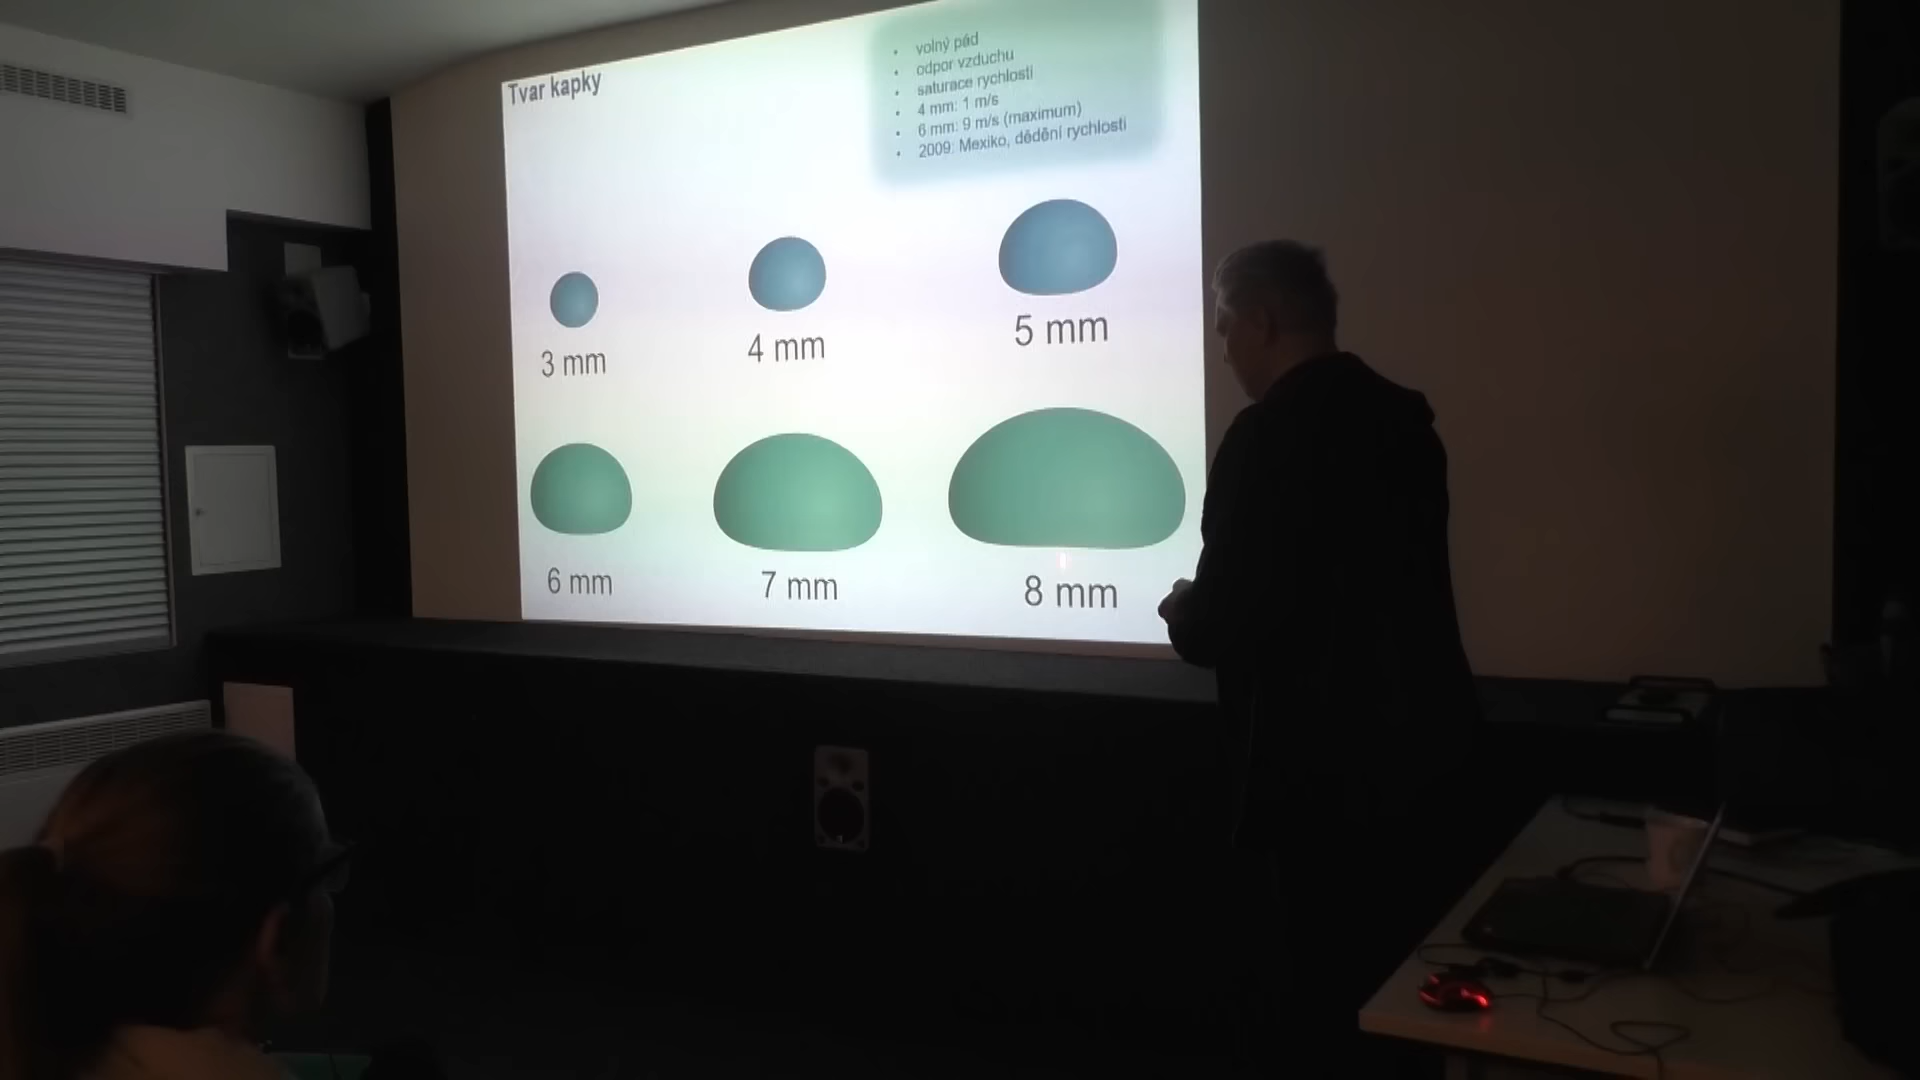 Tvar kapky
• volný pád
• odpor vzduchu
• saturace rychlosti
• 4 mm: 1 m/s
• 6 mm: 9 m/s (maximum)
• 2009: Mexiko, dědění rychlosti
3 mm
4 mm
5 mm
6 mm
7 mm
8 mm